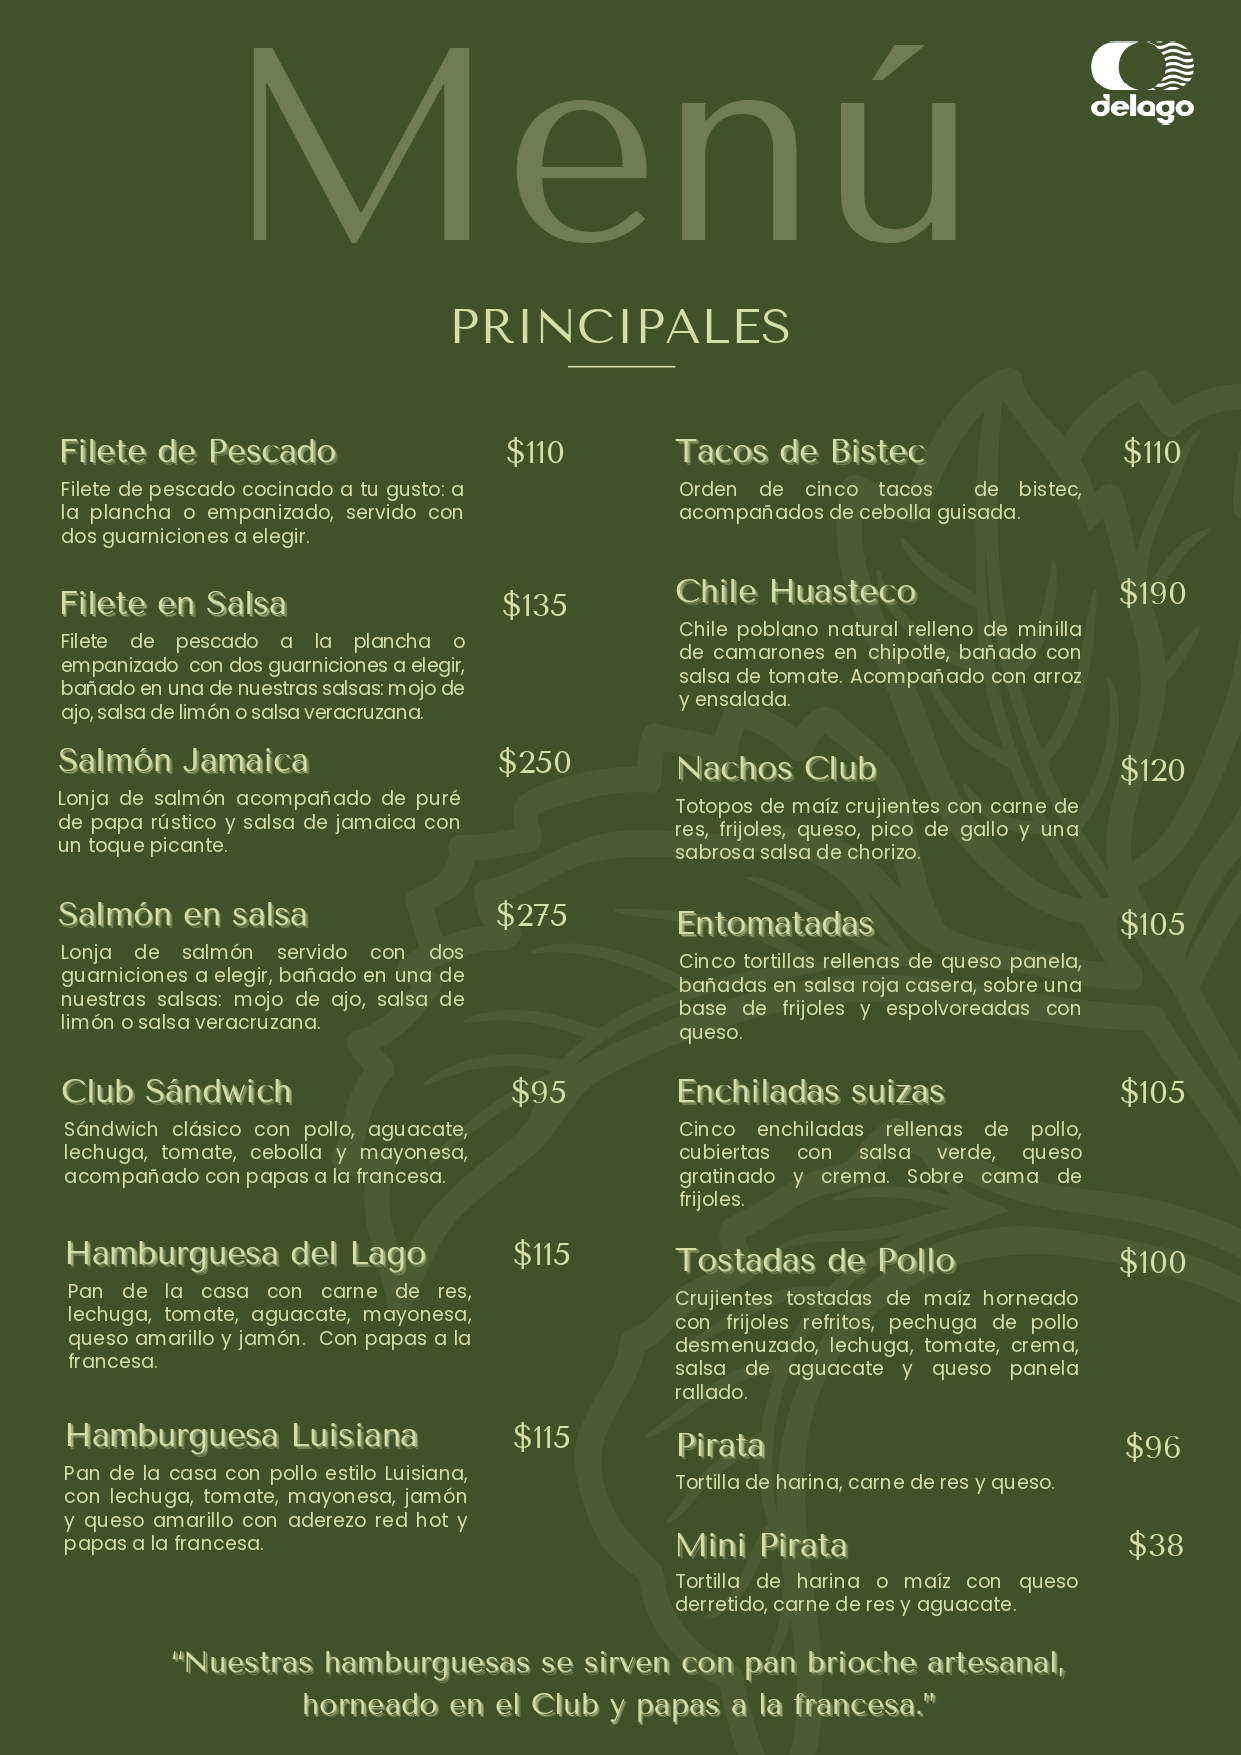 Menú
delago
PRINCIPALES
Filete de Pescado $110
Filete de pescado cocinado a tu gusto: a
la plancha o empanizado, servido con
dos guarniciones a elegir.
Filete en Salsa $135
Filete de pescado a la plancha o
empanizado con dos guarniciones a elegir,
bañado en una de nuestras salsas: mojo de
ajo, salsa de limón o salsa veracruzana.
Salmón Jamaica $250
Lonja de salmón acompañado de puré
de papa rústico y salsa de jamaica con
un toque picante.
Salmón en salsa $275
Lonja de salmón servido con dos
guarniciones a elegir, bañado en una de
nuestras salsas: mojo de ajo, salsa de
limón o salsa veracruzana.
Club Sándwich $95
Sándwich clásico con pollo, aguacate,
lechuga, tomate, cebolla y mayonesa,
acompañado con papas a la francesa.
Hamburguesa del Lago $115
Pan de la casa con carne de res,
lechuga, tomate, aguacate, mayonesa,
queso amarillo y jamón. Con papas a la
francesa.
Hamburguesa Luisiana $115
Pan de la casa con pollo estilo Luisiana,
con lechuga, tomate, mayonesa, jamón
y queso amarillo con aderezo red hot y
papas a la francesa.
Tacos de Bistec $110
Orden de cinco tacos de bistec,
acompañados de cebolla guisada.
Chile Huasteco $190
Chile poblano natural relleno de minilla
de camarones en chipotle, bañado con
salsa de tomate. Acompañado con arroz
y ensalada.
Nachos Club $120
Totopos de maíz crujientes con carne de
res, frijoles, queso, pico de gallo y una
sabrosa salsa de chorizo.
Entomatadas $105
Cinco tortillas rellenas de queso panela,
bañadas en salsa roja casera, sobre una
base de frijoles y espolvoreadas con
queso.
Enchiladas suizas $105
Cinco enchiladas rellenas de pollo,
cubiertas con salsa verde, queso
gratinado y crema. Sobre cama de
frijoles.
Tostadas de Pollo $100
Crujientes tostadas de maíz horneado
con frijoles refritos, pechuga de pollo
desmenuzado, lechuga, tomate, crema,
salsa de aguacate y queso panela
rallado.
Pirata $96
Tortilla de harina, carne de res y queso.
Mini Pirata $38
Tortilla de harina o maíz con queso
derretido, carne de res y aguacate.
"Nuestras hamburguesas se sirven con pan brioche artesanal,
horneado en el Club y papas a la francesa."